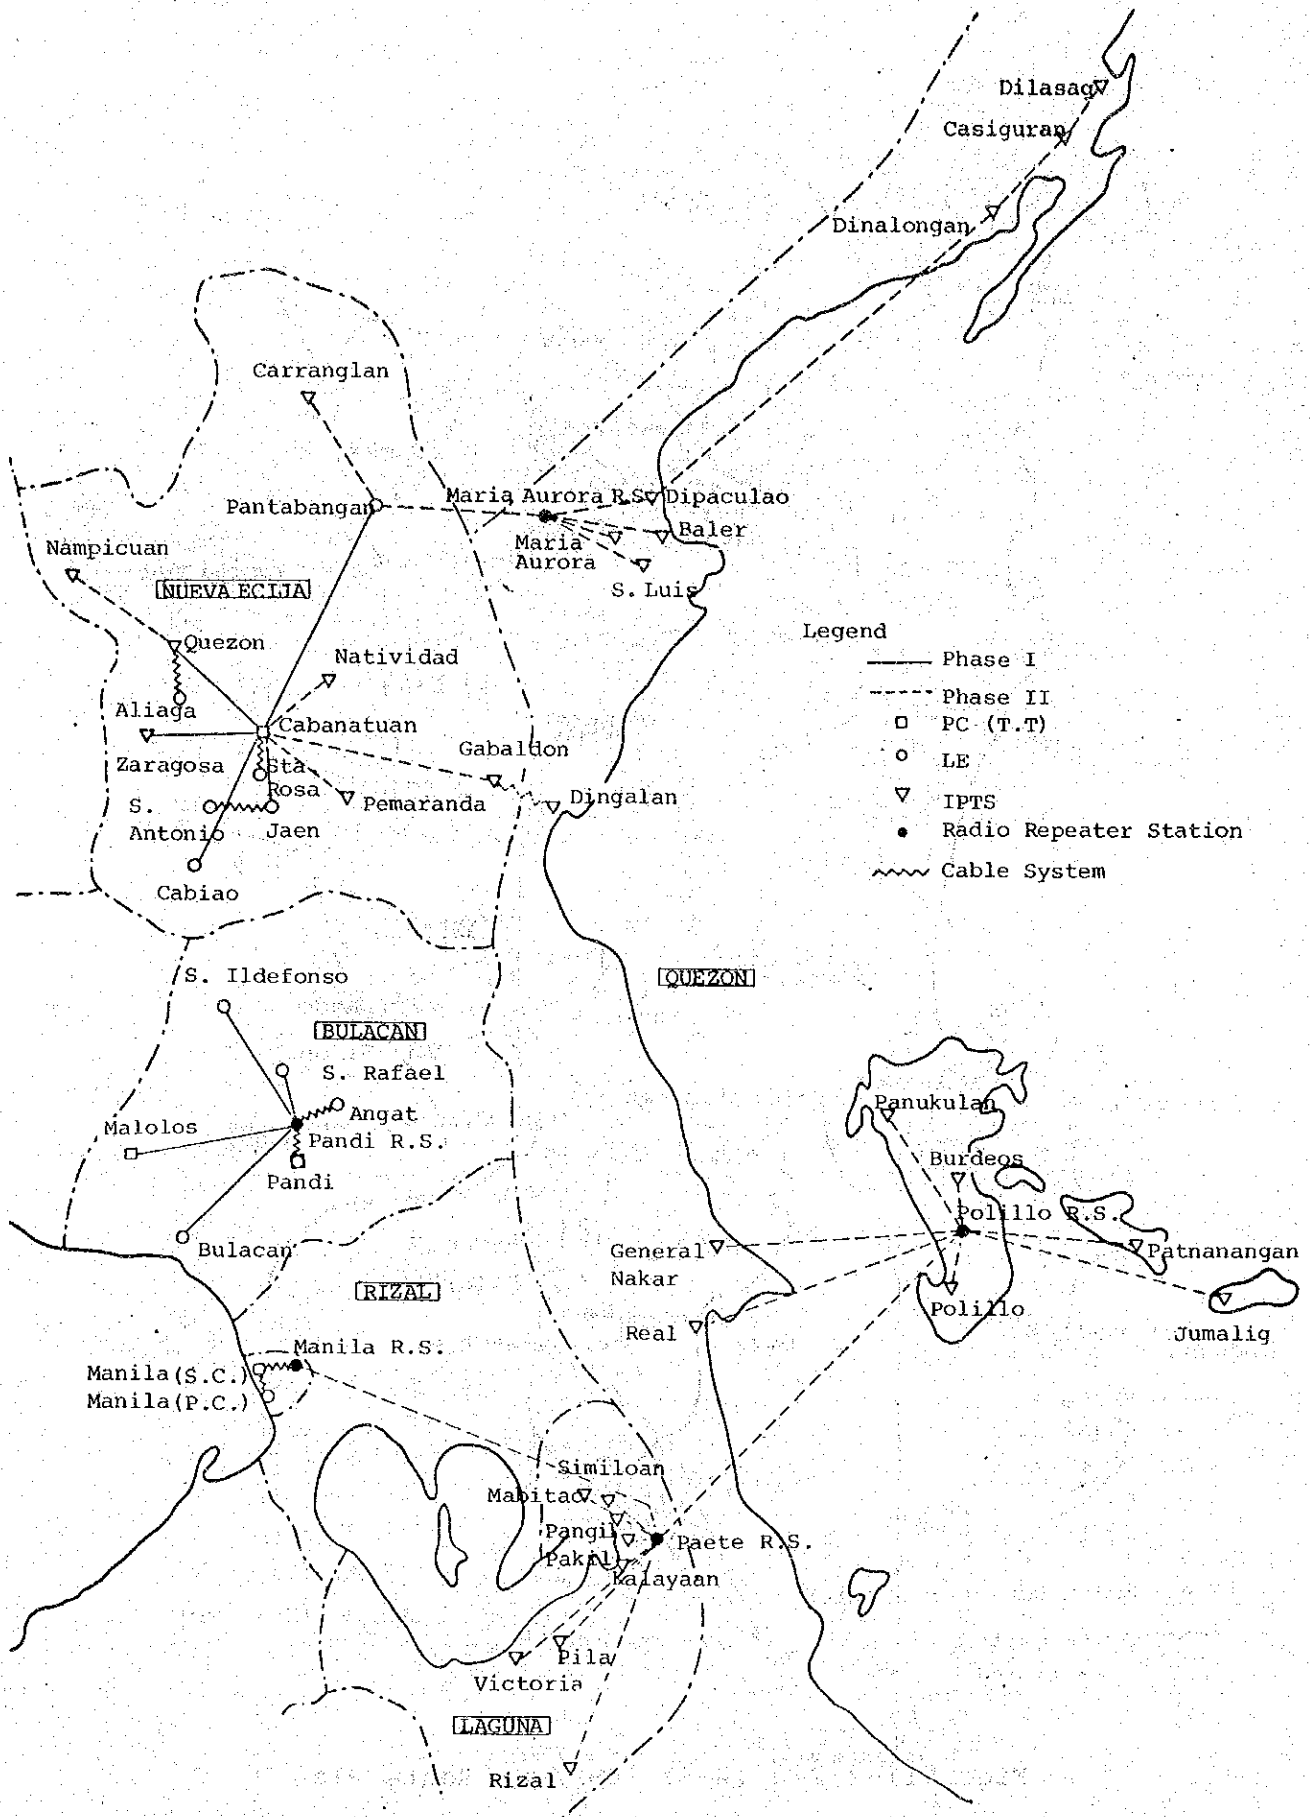 Dilasaq
Casiguran
Dinalongan
Carranglan
Pantabangan
Maria Aurora R.S.
Dipaculao
Baler
Maria
Aurora
S. Luis
Nampicuan
NUEVA ECIJA
Quezon
Natividad
Aliaga
Cabanatuan
Gabaldon
Zaragosa
Sta
Rosa
Pemaranda
Dingalan
S.
Antonio
Jaen
Cabiao
Legend
Phase I
Phase II
PC (T.T)
LE
IPTS
Radio Repeater Station
Cable System
S. Ildefonso
QUEZON
BULACAN
S. Rafael
Angat
Malolos
Pandi R.S.
Pandi
Bulacan
Panukulan
Burdeos
Polillo R.S.
General
Nakar
Patnanangan
RIZAL
Polillo
Real
Jumalig
Manila R.S.
Manila(S.C.)
Manila(P.C.)
Similoan
Mabitac
Pangil
Paete R.S.
Pakil
Kalayaan
Pila
Victoria
LAGUNA
Rizal